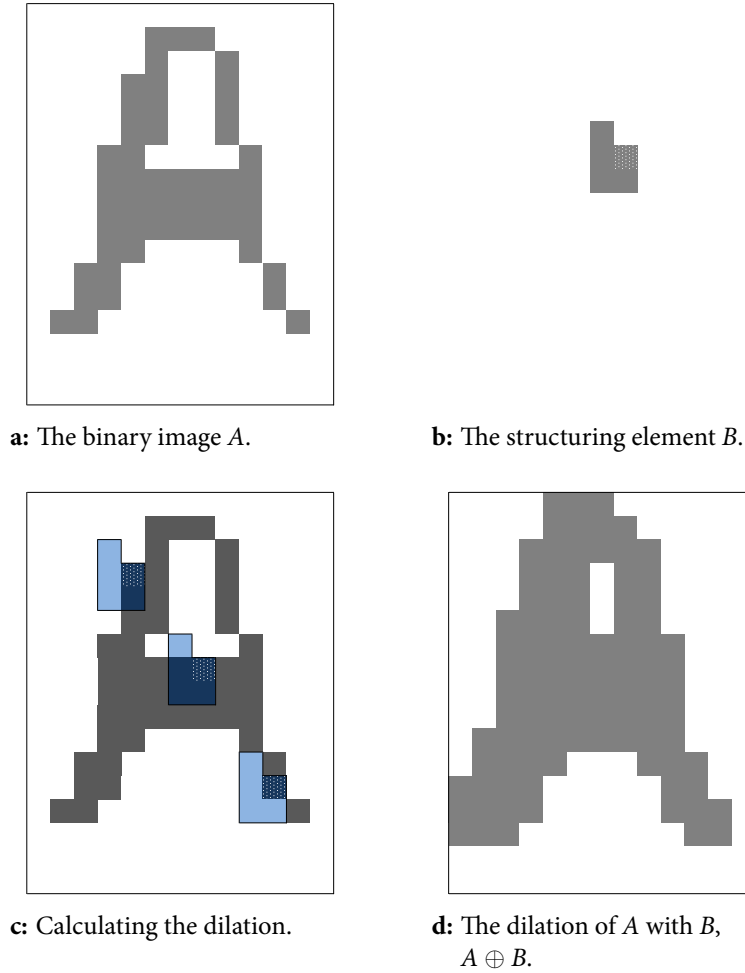 a: The binary image A.
b: The structuring element B.
c: Calculating the dilation.
d: The dilation of A with B,
A ⊕ B.